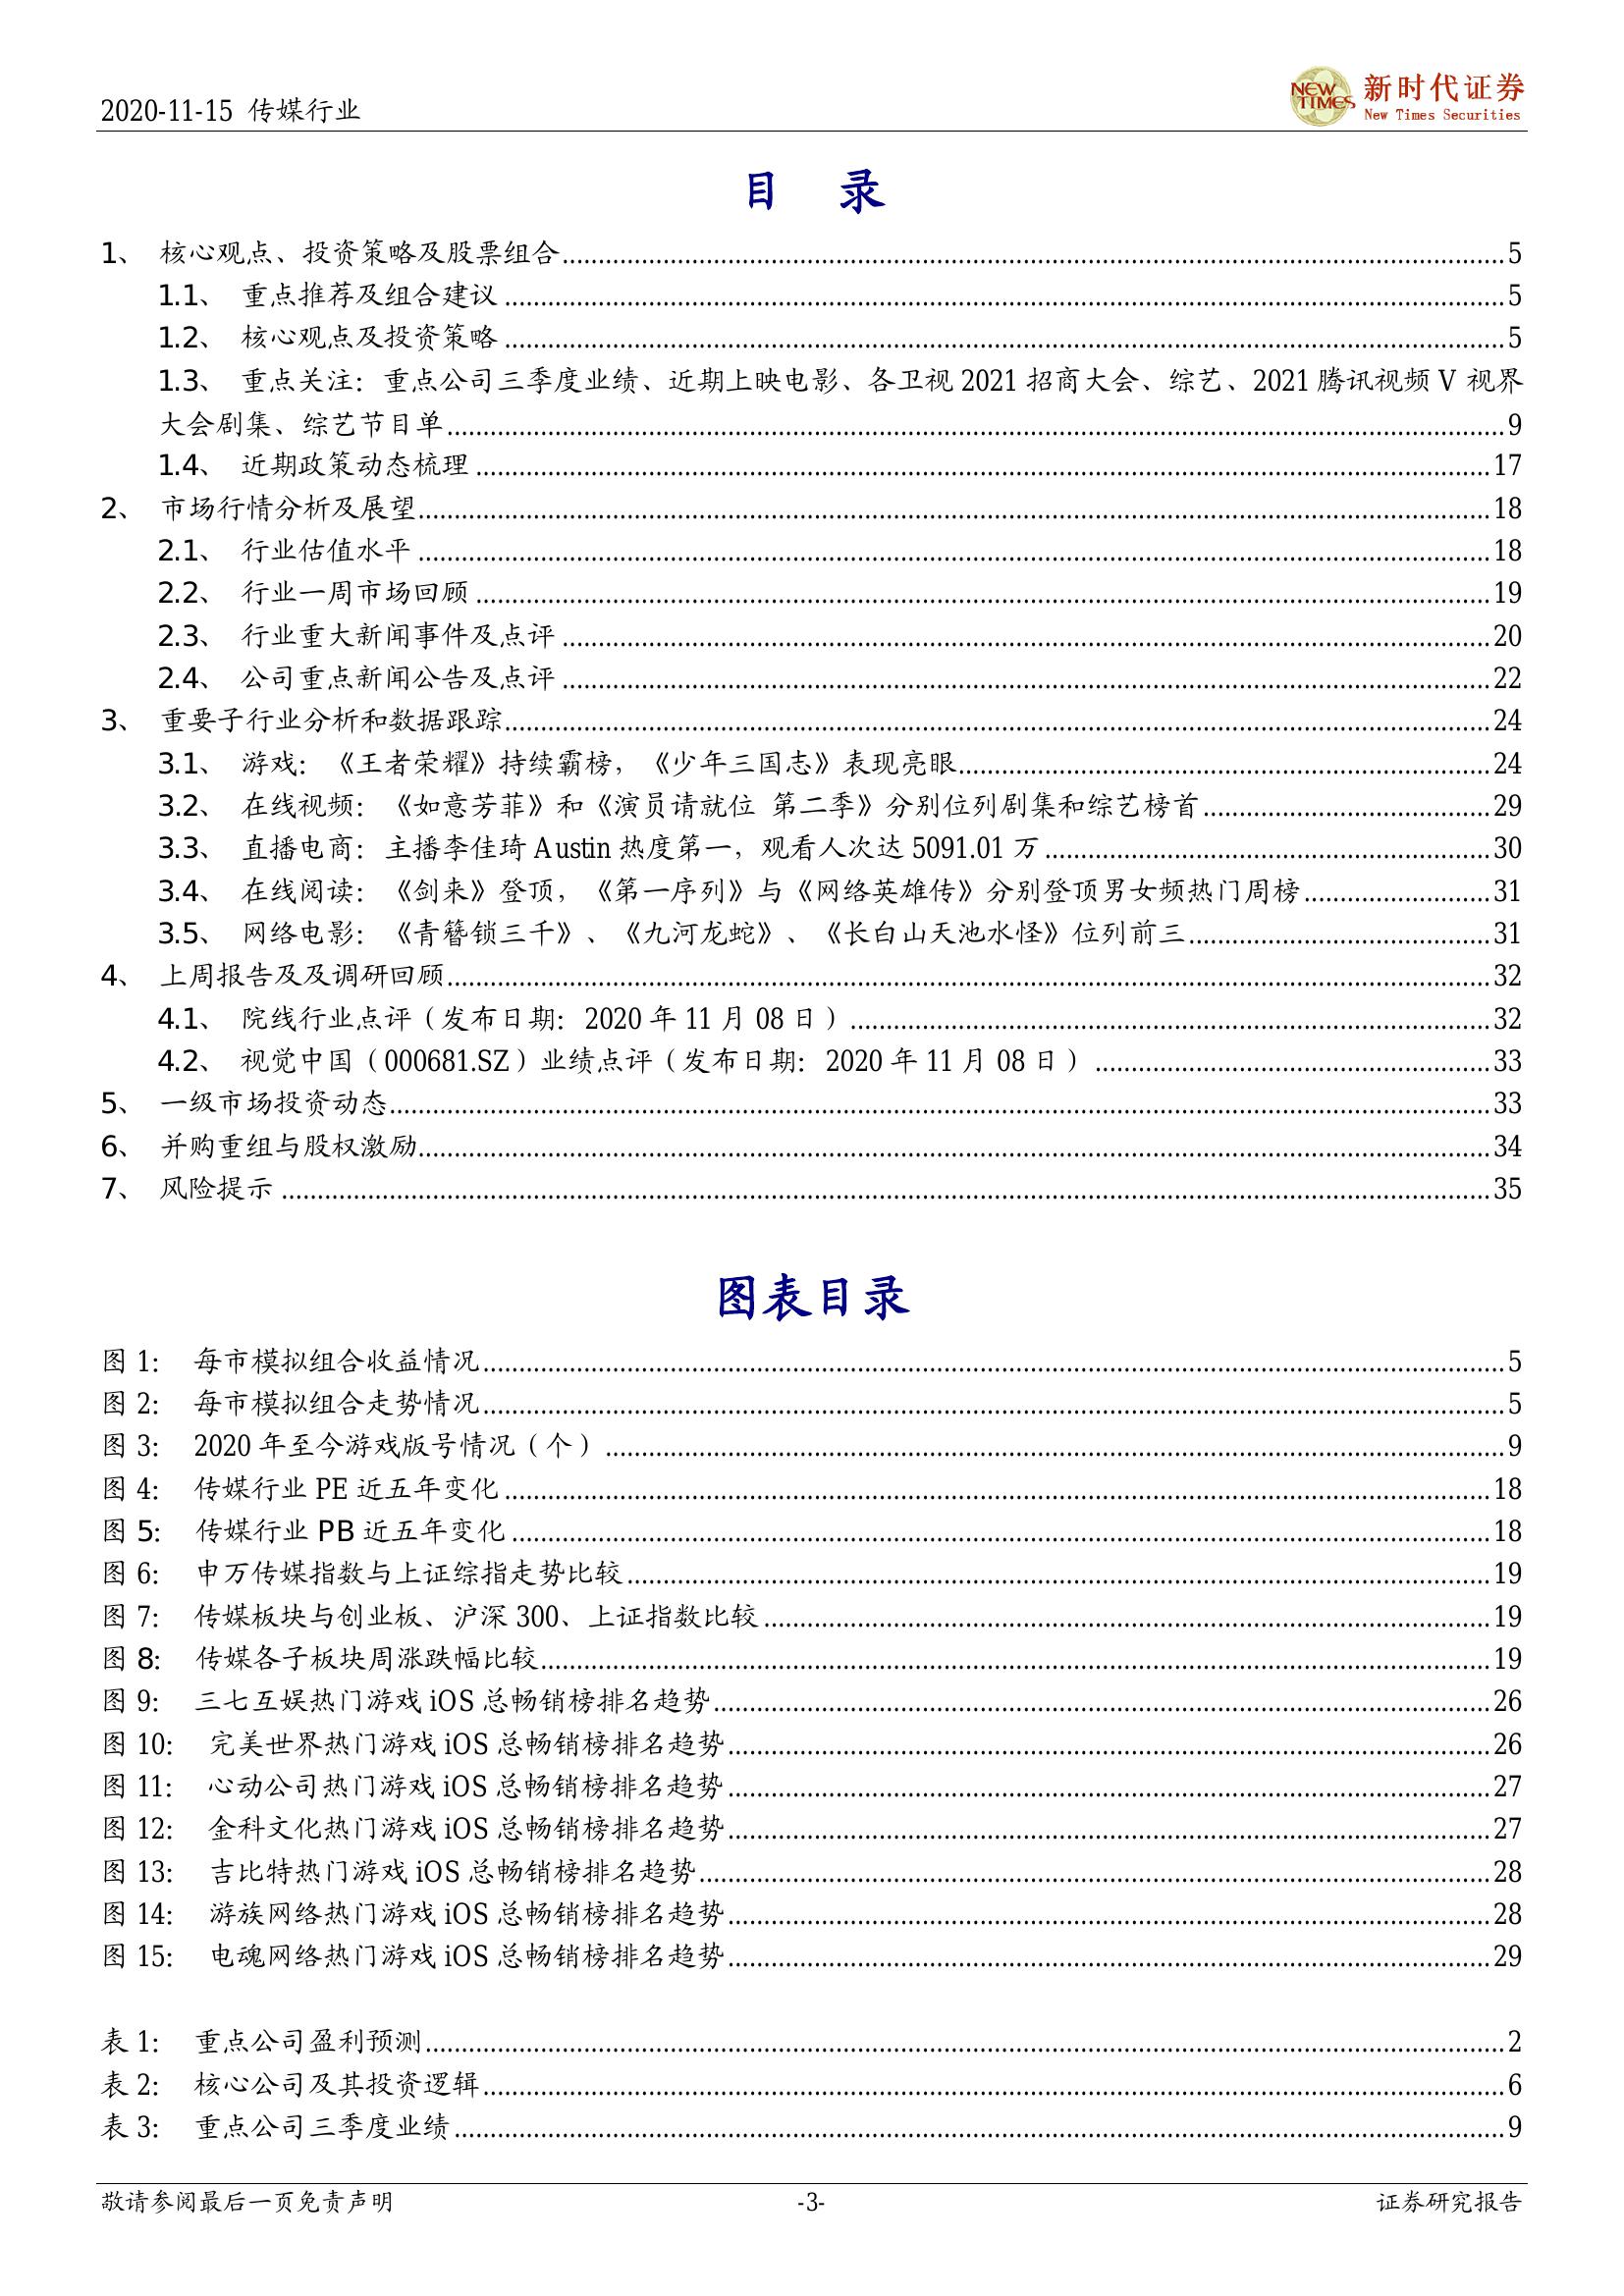 2020-11-15 传媒行业
NEW TIMES 新时代证券
New Times Securities
目 录
1、 核心观点、投资策略及股票组合 5
1.1、 重点推荐及组合建议 5
1.2、 核心观点及投资策略 5
1.3、 重点关注：重点公司三季度业绩、近期上映电影、各卫视 2021 招商大会、综艺、2021 腾讯视频 V 视界
大会剧集、综艺节目单 9
1.4、 近期政策动态梳理 17
2、 市场行情分析及展望 18
2.1、 行业估值水平 18
2.2、 行业一周市场回顾 19
2.3、 行业重大新闻事件及点评 20
2.4、 公司重点新闻公告及点评 22
3、 重要子行业分析和数据跟踪 24
3.1、 游戏：《王者荣耀》持续霸榜，《少年三国志》表现亮眼 24
3.2、 在线视频：《如意芳菲》和《演员请就位 第二季》分别位列剧集和综艺榜首 29
3.3、 直播电商：主播李佳琦 Austin 热度第一，观看人次达 5091.01 万 30
3.4、 在线阅读：《剑来》登顶，《第一序列》与《网络英雄传》分别登顶男女频热门周榜 31
3.5、 网络电影：《青簪锁三千》、《九河龙蛇》、《长白山天池水怪》位列前三 31
4、 上周报告及及调研回顾 32
4.1、 院线行业点评（发布日期：2020 年 11 月 08 日） 32
4.2、 视觉中国（000681.SZ）业绩点评（发布日期：2020 年 11 月 08 日） 33
5、 一级市场投资动态 33
6、 并购重组与股权激励 34
7、 风险提示 35
图表目录
图 1： 每市模拟组合收益情况 5
图 2： 每市模拟组合走势情况 5
图 3： 2020 年至今游戏版号情况（个） 9
图 4： 传媒行业 PE 近五年变化 18
图 5： 传媒行业 PB 近五年变化 18
图 6： 申万传媒指数与上证综指走势比较 19
图 7： 传媒板块与创业板、沪深 300、上证指数比较 19
图 8： 传媒各子板块周涨跌幅比较 19
图 9： 三七互娱热门游戏 iOS 总畅销榜排名趋势 26
图 10： 完美世界热门游戏 iOS 总畅销榜排名趋势 26
图 11： 心动公司热门游戏 iOS 总畅销榜排名趋势 27
图 12： 金科文化热门游戏 iOS 总畅销榜排名趋势 27
图 13： 吉比特热门游戏 iOS 总畅销榜排名趋势 28
图 14： 游族网络热门游戏 iOS 总畅销榜排名趋势 28
图 15： 电魂网络热门游戏 iOS 总畅销榜排名趋势 29
表 1： 重点公司盈利预测 2
表 2： 核心公司及其投资逻辑 6
表 3： 重点公司三季度业绩 9
敬请参阅最后一页免责声明 -3- 证券研究报告